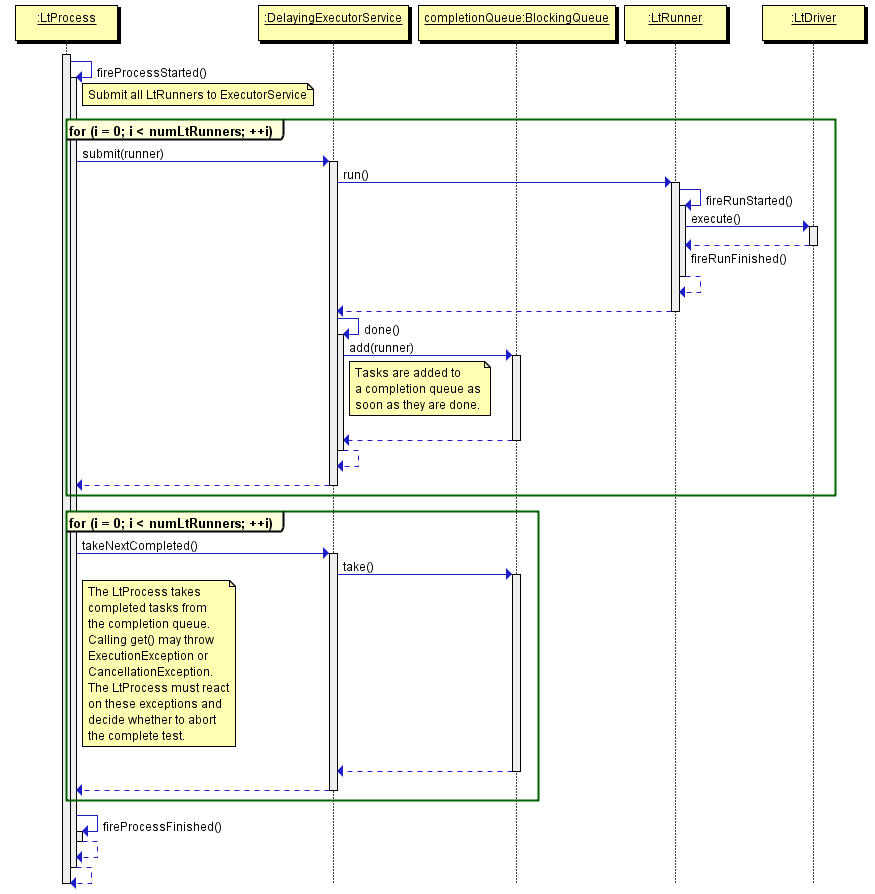 :LtProcess
:DelayingExecutorService
completionQueue:BlockingQueue
:LtRunner
:LtDriver
fireProcessStarted()
Submit all LtRunners to ExecutorService
for (i = 0; i < numLtRunners; ++i)
submit(runner)
run()
fireRunStarted()
execute()
fireRunFinished()
done()
add(runner)
Tasks are added to
a completion queue as
soon as they are done.
for (i = 0; i < numLtRunners; ++i)
takeNextCompleted()
take()
The LtProcess takes
completed tasks from
the completion queue.
Calling get() may throw
ExecutionException or
CancellationException.
The LtProcess must react
on these exceptions and
decide whether to abort
the complete test.
fireProcessFinished()